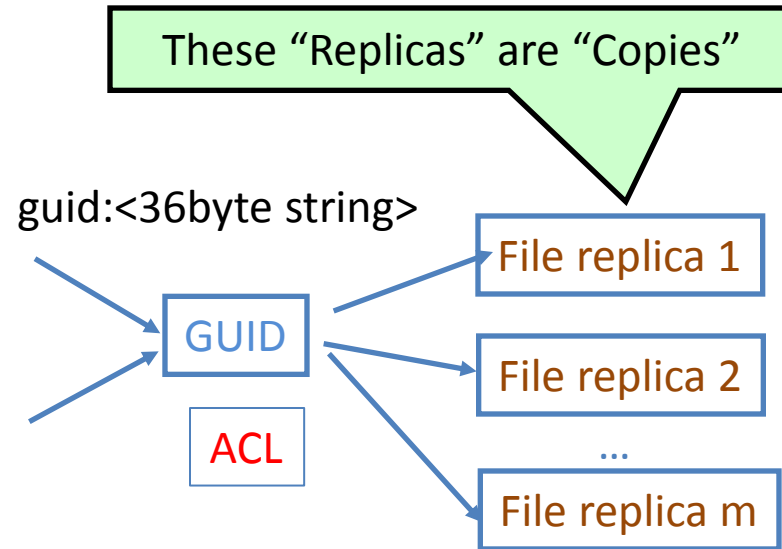 These “Replicas” are “Copies”
guid:<36byte string>
File replica 1
GUID
File replica 2
ACL
...
File replica m